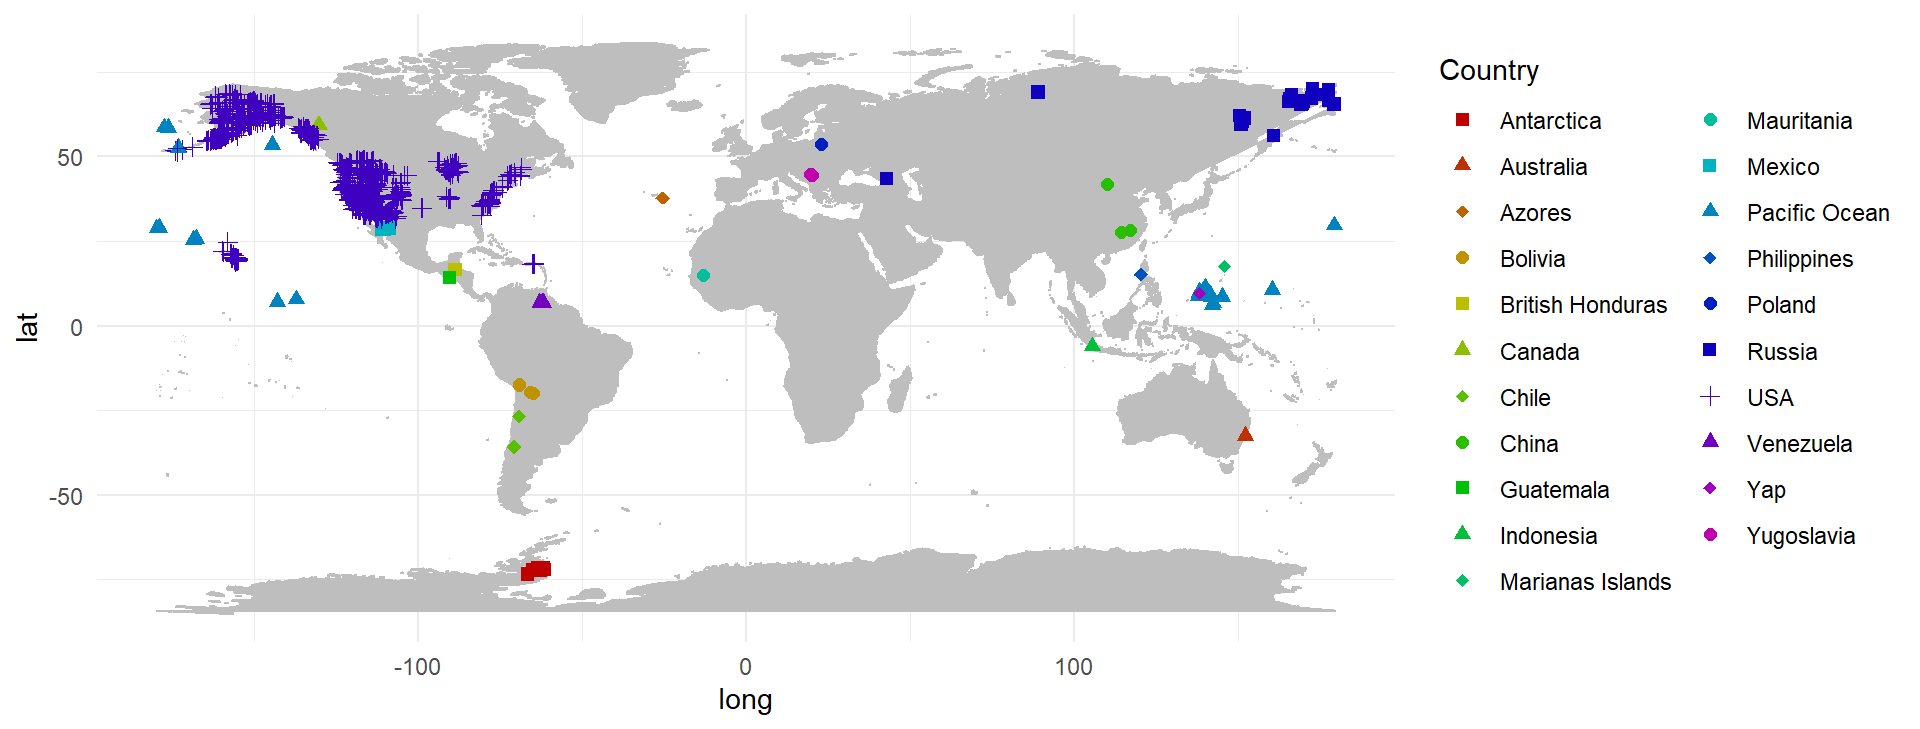 Country
Antarctica
Australia
Azores
Bolivia
British Honduras
Canada
Chile
China
Guatemala
Indonesia
Marianas Islands
Mauritania
Mexico
Pacific Ocean
Philippines
Poland
Russia
USA
Venezuela
Yap
Yugoslavia
lat
50
0
-50
-100
0
100
long